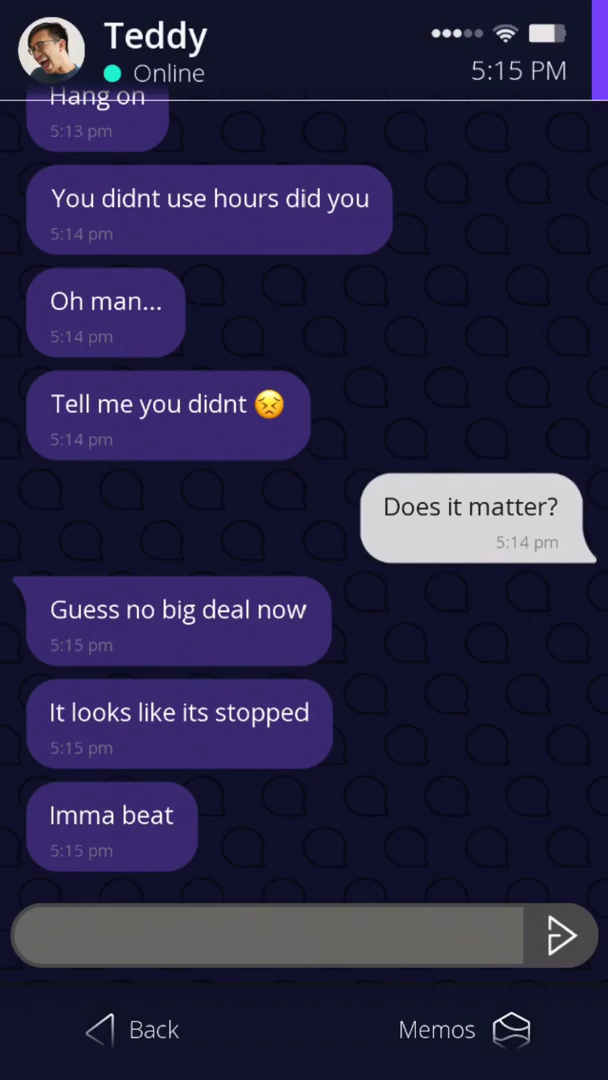 Teddy
Online
5:15 PM
Hang on
5:13 pm
You didnt use hours did you
5:14 pm
Oh man...
5:14 pm
Tell me you didnt 😣
5:14 pm
Does it matter?
5:14 pm
Guess no big deal now
5:15 pm
It looks like its stopped
5:15 pm
Imma beat
5:15 pm
Back
Memos